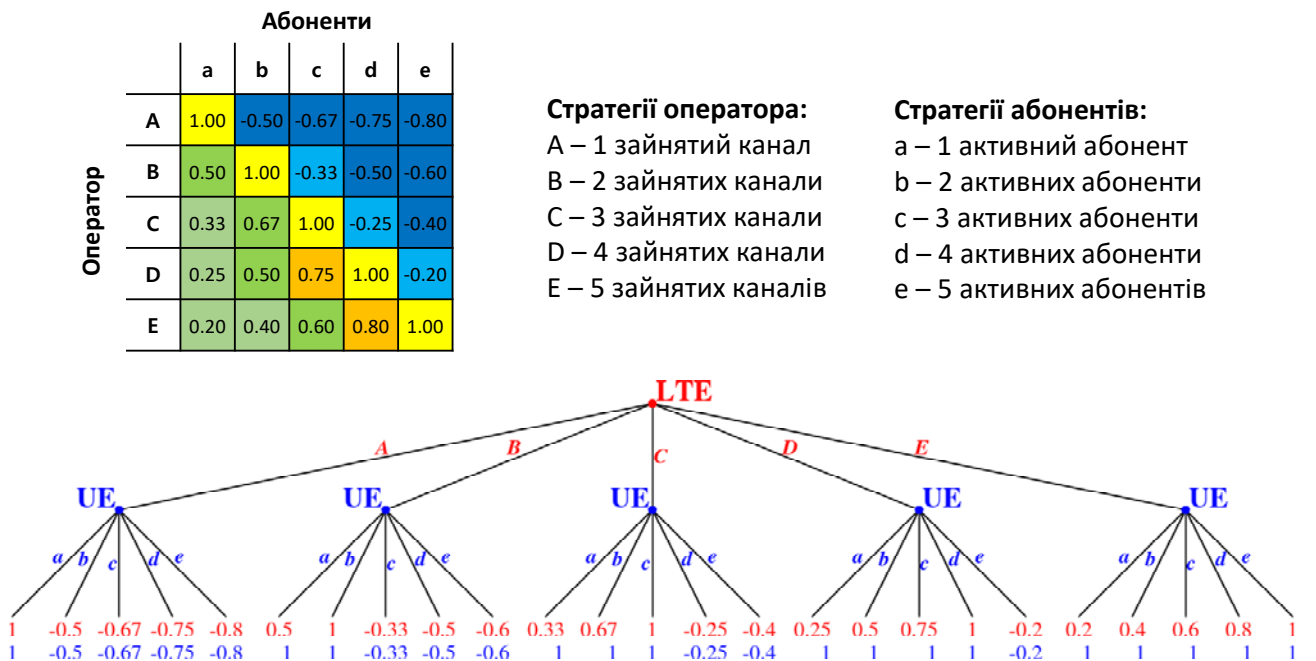 Абоненти
a b c d e
Оператор
A 1.00 -0.50 -0.67 -0.75 -0.80
B 0.50 1.00 -0.33 -0.50 -0.60
C 0.33 0.67 1.00 -0.25 -0.40
D 0.25 0.50 0.75 1.00 -0.20
E 0.20 0.40 0.60 0.80 1.00
Стратегії оператора:
A – 1 зайнятий канал
B – 2 зайнятих канали
C – 3 зайнятих канали
D – 4 зайнятих канали
E – 5 зайнятих каналів
Стратегії абонентів:
a – 1 активний абонент
b – 2 активних абоненти
c – 3 активних абоненти
d – 4 активних абоненти
e – 5 активних абонентів
LTE
A B C D E
UE UE UE UE UE
a b c d e a b c d e a b c d e a b c d e a b c d e
1 -0.5 -0.67 -0.75 -0.8 0.5 1 -0.33 -0.5 -0.6 0.33 0.67 1 -0.25 -0.4 0.25 0.5 0.75 1 -0.2 0.2 0.4 0.6 0.8 1
1 -0.5 -0.67 -0.75 -0.8 1 1 -0.33 -0.5 -0.6 1 1 1 -0.25 -0.4 1 1 1 1 -0.2 1 1 1 1 1